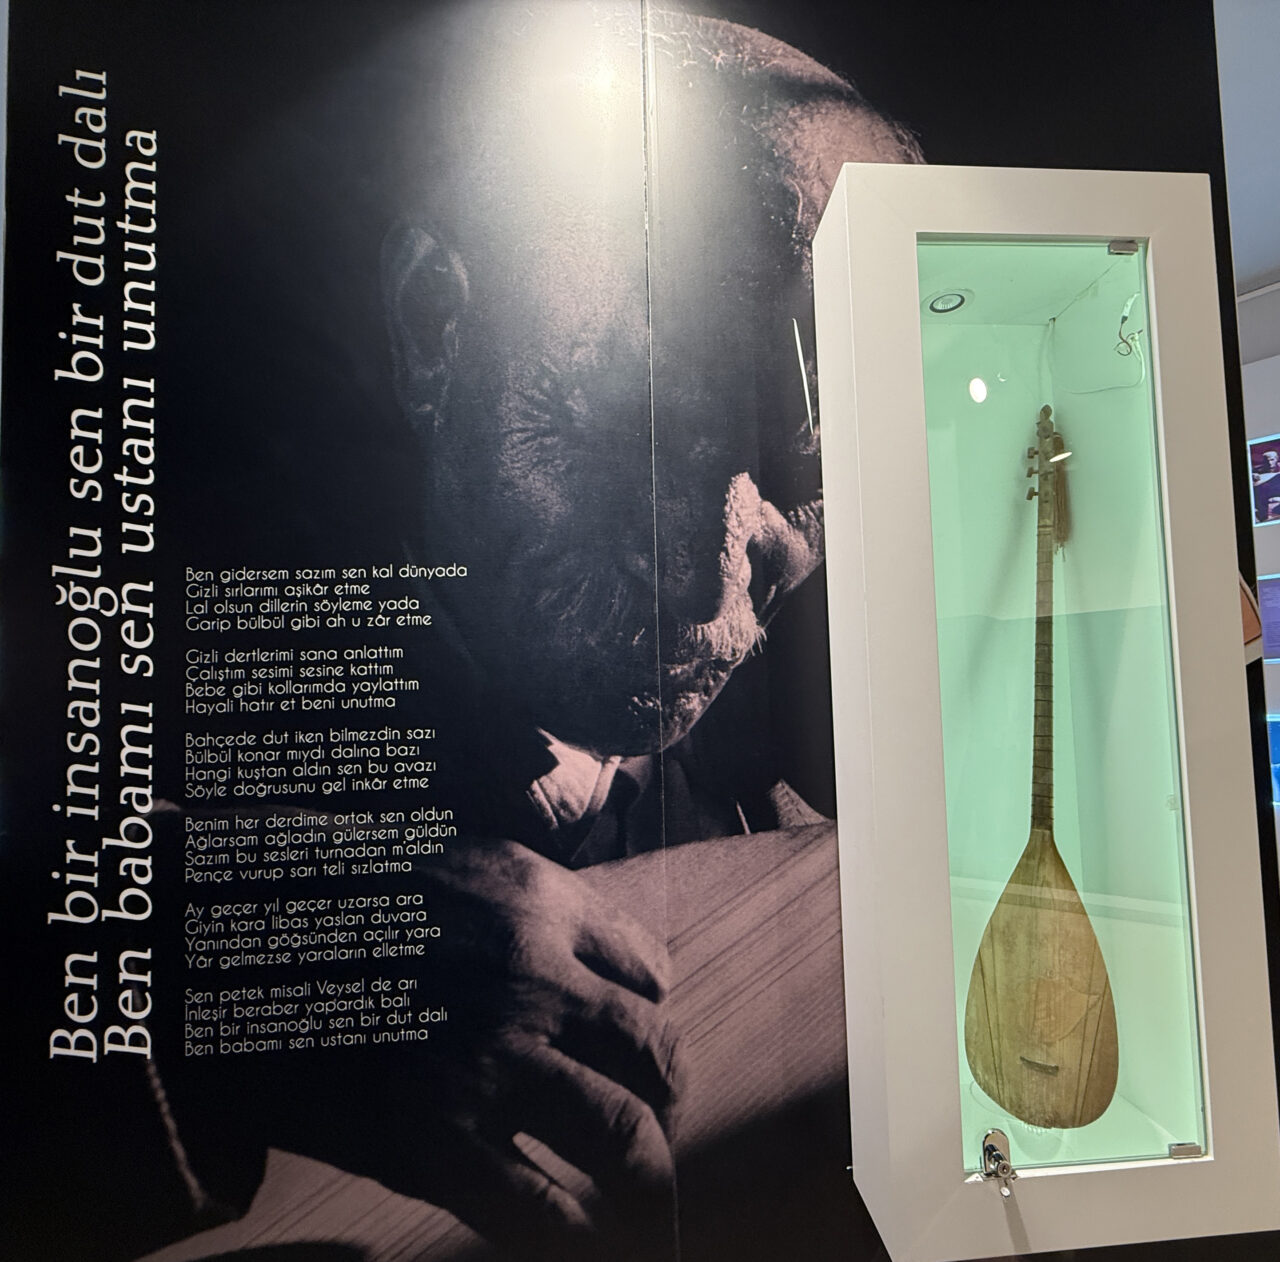 Ben bir insanoğlu sen bir dut dalı
Ben babamı sen ustanı unutma
Ben gidersem sazım sen kal dünyada
Gizli sırlarımı aşikâr etme
Lal olsun dillerin söyleme yada
Garip bülbül gibi ah u zâr etme
Gizli dertlerimi sana anlattım
Çalıştım sesimi sesine kattım
Bebe gibi kollarımda yaylattım
Hayali hatır et beni unutma
Bahçede dut iken bilmezdin sazı
Bülbül konar mıydı dalına bazı
Hangi kuştan aldın sen bu avazı
Söyle doğrusunu gel inkâr etme
Benim her derdime ortak sen oldun
Ağlarsam ağladın gülersem güldün
Sazım bu sesleri turnadan m'aldın
Pençe vurup sarı teli sızlatma
Ay geçer yıl geçer uzarsa ara
Giyin kara libas yaslan duvara
Yanından göğsünden açılır yara
Yâr gelmezse yaraların elletme
Sen petek misali Veysel de arı
İnleşir beraber yapardık balı
Ben bir insanoğlu sen bir dut dalı
Ben babamı sen ustanı unutma